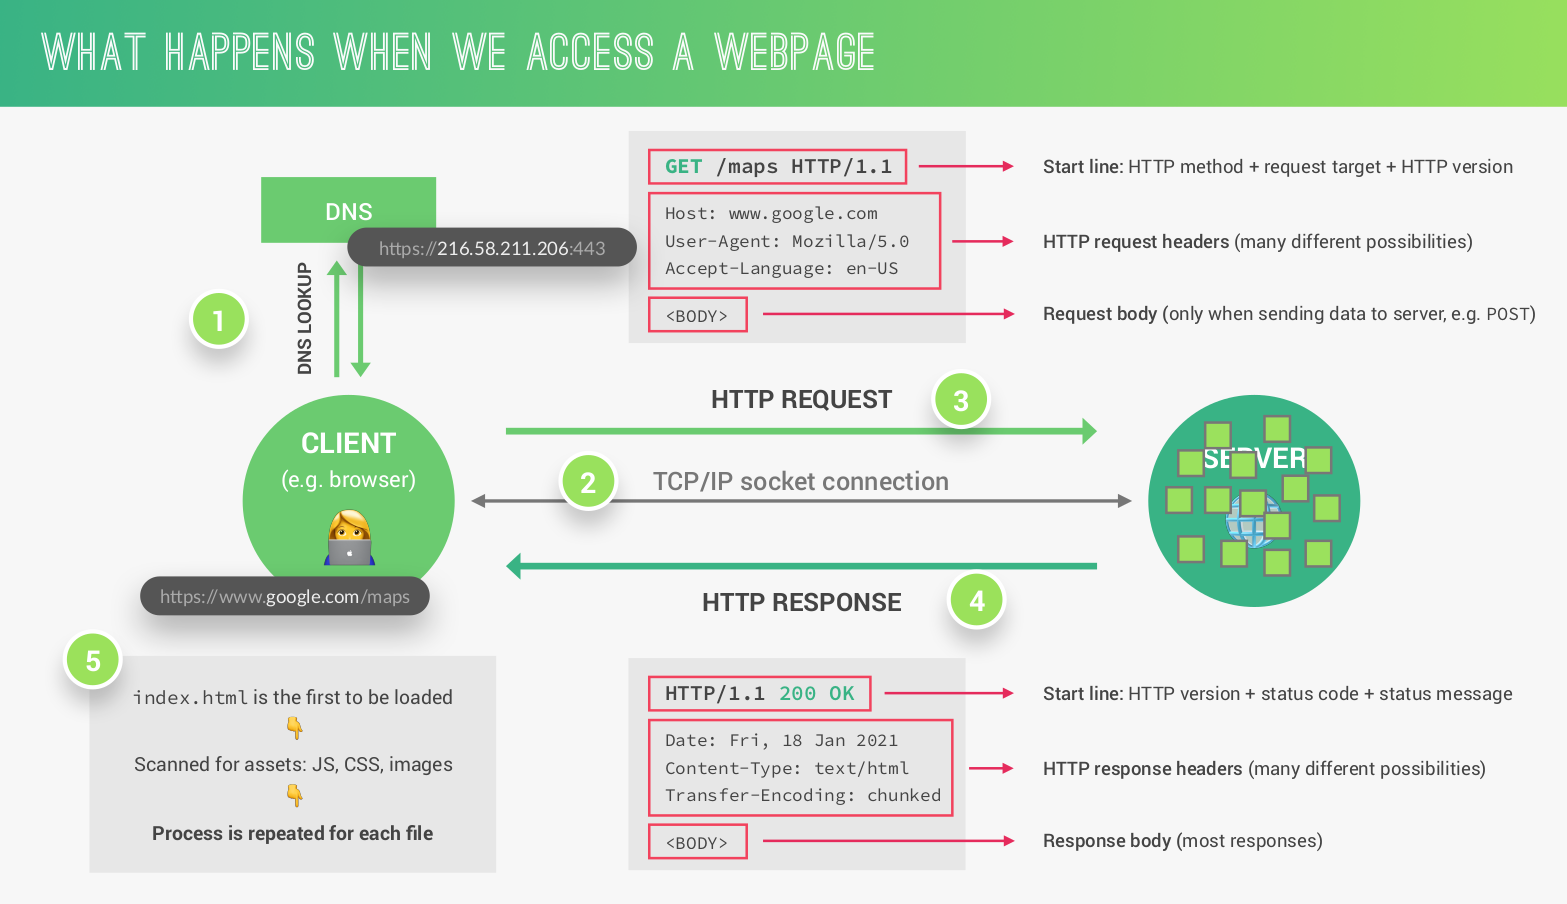 WHAT HAPPENS WHEN WE ACCESS A WEBPAGE
DNS
https://216.58.211.206:443
DNS LOOKUP
1
GET /maps HTTP/1.1
Start line: HTTP method + request target + HTTP version
Host: www.google.com
User-Agent: Mozilla/5.0
Accept-Language: en-US
HTTP request headers (many different possibilities)
<BODY>
Request body (only when sending data to server, e.g. POST)
CLIENT
(e.g. browser)
https://www.google.com/maps
HTTP REQUEST
3
2
TCP/IP socket connection
SERVER
HTTP RESPONSE
4
5
index.html is the first to be loaded
Scanned for assets: JS, CSS, images
Process is repeated for each file
HTTP/1.1 200 OK
Start line: HTTP version + status code + status message
Date: Fri, 18 Jan 2021
Content-Type: text/html
Transfer-Encoding: chunked
HTTP response headers (many different possibilities)
<BODY>
Response body (most responses)